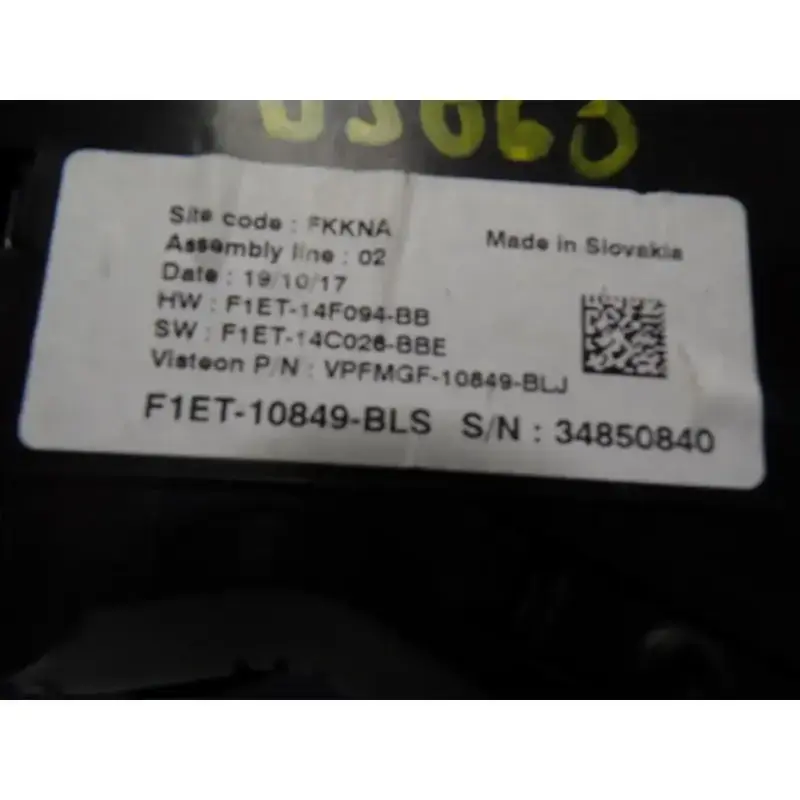 Site code : FKKNA
Assembly line : 02
Made in Slovakia
Date : 19/10/17
HW : F1ET-14F094-BB
SW : F1ET-14C026-BBE
Visteon P/N : VPFMGF-10849-BLJ
F1ET-10849-BLS S/N : 34850840